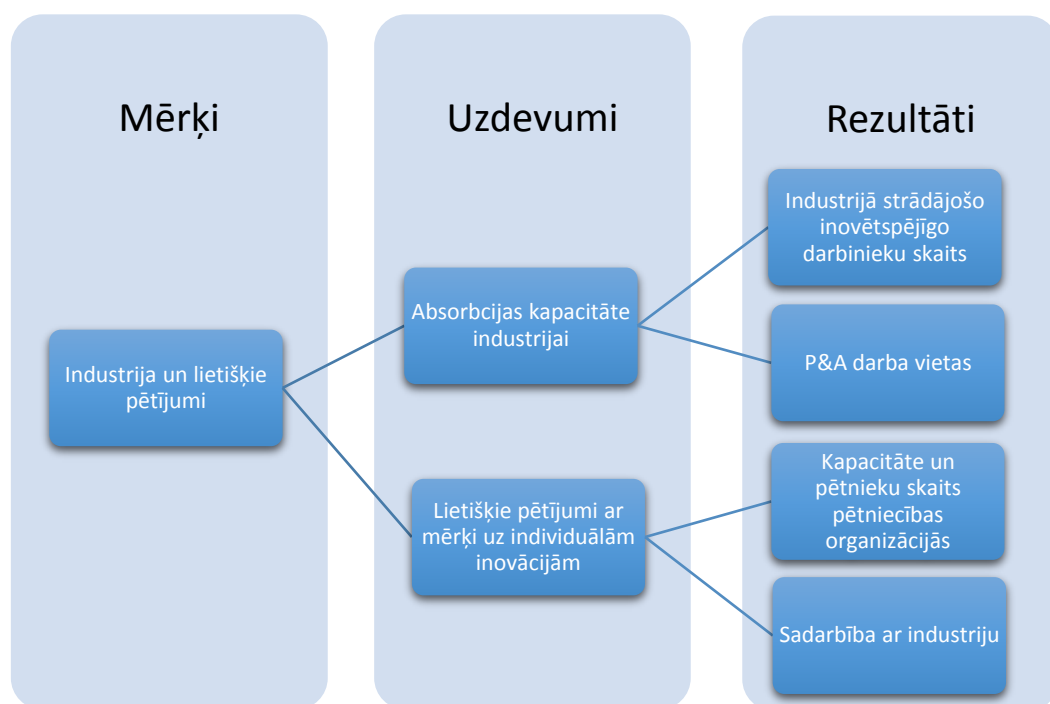 Mērķi
Industrija un lietišķie
pētījumi
Uzdevumi
Absorbcijas kapacitāte
industrijai
Lietišķie pētījumi ar
mērķi uz individuālām
inovācijām
Rezultāti
Industrijā strādājošo
inovētspējīgo
darbinieku skaits
P&A darba vietas
Kapacitāte un
pētnieku skaits
pētniecības
organizācijās
Sadarbība ar industriju